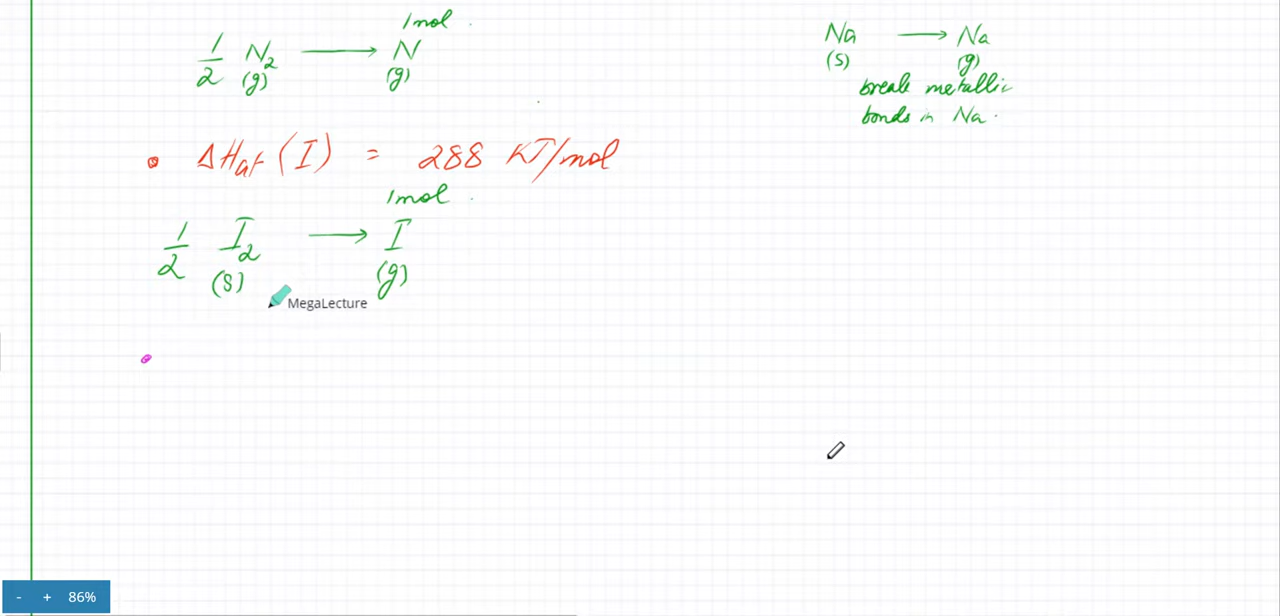 1mol.
1/2 N₂ (g) → N (g)
Na (s) → Na (g)
break metallic
bonds in Na.
• ΔHat (I) = 288 KJ/mol
1mol.
1/2 I₂ (s) → I (g)
MegaLecture
- + 86%